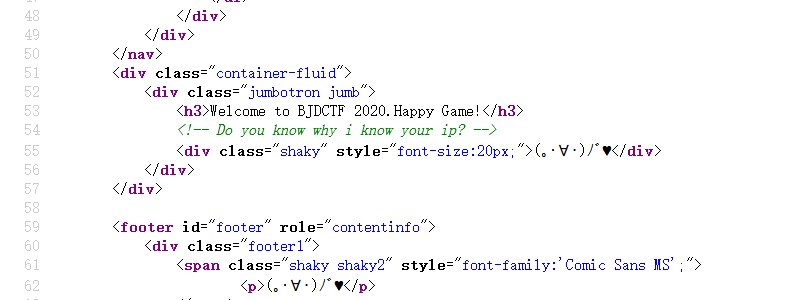 48 </div>
49 </div>
50 </nav>
51 <div class="container-fluid">
52 <div class="jumbotron jumb">
53 <h3>Welcome to BJDCTF 2020.Happy Game!</h3>
54 <!-- Do you know why i know your ip? -->
55 <div class="shaky" style="font-size:20px;">(｡･∀･)ﾉﾞ♥</div>
56 </div>
57 </div>
58
59 <footer id="footer" role="contentinfo">
60 <div class="footer1">
61 <span class="shaky shaky2" style="font-family:'Comic Sans MS';">
62 <p>(｡･∀･)ﾉﾞ♥</p>